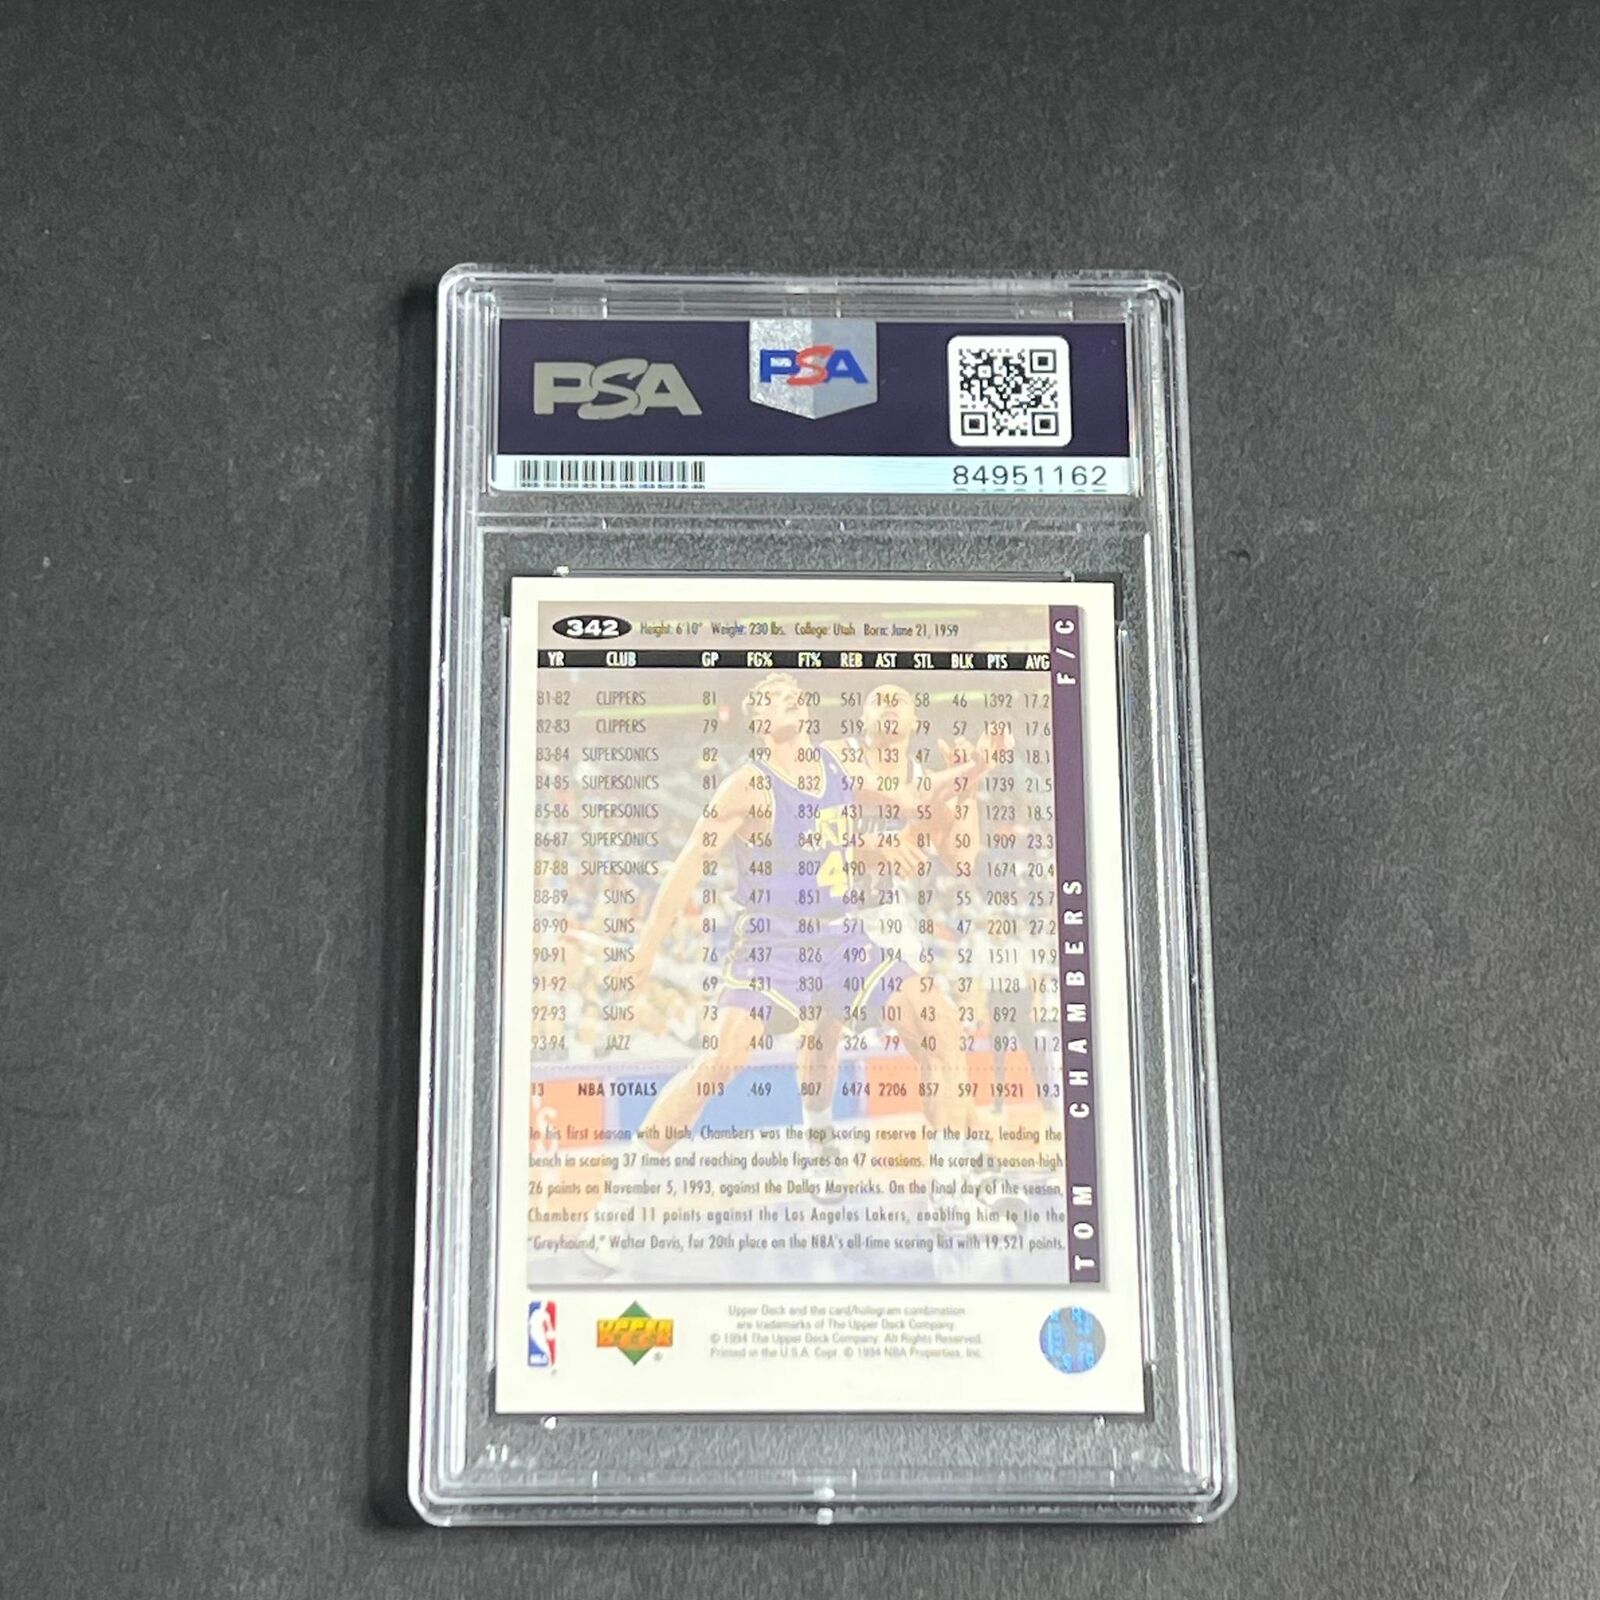 PSA PSA
84951162
342 Height: 6'10" Weight: 230 lbs. College: Utah Born: June 21, 1959
YR CLUB GP FG% FT% REB AST STL BLK PTS AVG
81-82 CLIPPERS 81 .525 .620 561 146 58 46 1392 17.2
82-83 CLIPPERS 79 .472 .723 519 192 79 57 1391 17.6
83-84 SUPERSONICS 82 .499 .800 532 133 47 51 1483 18.1
84-85 SUPERSONICS 81 .483 .832 579 209 70 57 1739 21.5
85-86 SUPERSONICS 66 .466 .836 431 132 55 37 1223 18.5
86-87 SUPERSONICS 82 .456 .849 545 245 81 50 1909 23.3
87-88 SUPERSONICS 82 .448 .807 490 212 87 53 1674 20.4
88-89 SUNS 81 .471 .851 684 231 87 55 2085 25.7
89-90 SUNS 81 .501 .861 571 190 88 47 2201 27.2
90-91 SUNS 76 .437 .826 490 194 65 52 1511 19.9
91-92 SUNS 69 .431 .830 401 142 57 37 1128 16.3
92-93 SUNS 73 .447 .837 345 101 43 23 892 12.2
93-94 JAZZ 80 .440 .786 326 79 40 32 893 11.2
13 NBA TOTALS 1013 .469 .807 6474 2206 857 597 19521 19.3
In his first season with Utah, Chambers was the top scoring reserve for the Jazz, leading the
bench in scoring 37 times and reaching double figures on 47 occasions. He scored a season-high
26 points on November 5, 1993, against the Dallas Mavericks. On the final day of the season,
Chambers scored 11 points against the Los Angeles Lakers, enabling him to tie the
"Greyhound," Walter Davis, for 20th place on the NBA's all-time scoring list with 19,521 points.
TOM CHAMBERS F/C
NBA
UPPER DECK
Upper Deck and the card/hologram combination
are trademarks of The Upper Deck Company.
© 1994 The Upper Deck Company. All Rights Reserved.
Printed in the U.S.A. Copr. © 1994 NBA Properties, Inc.